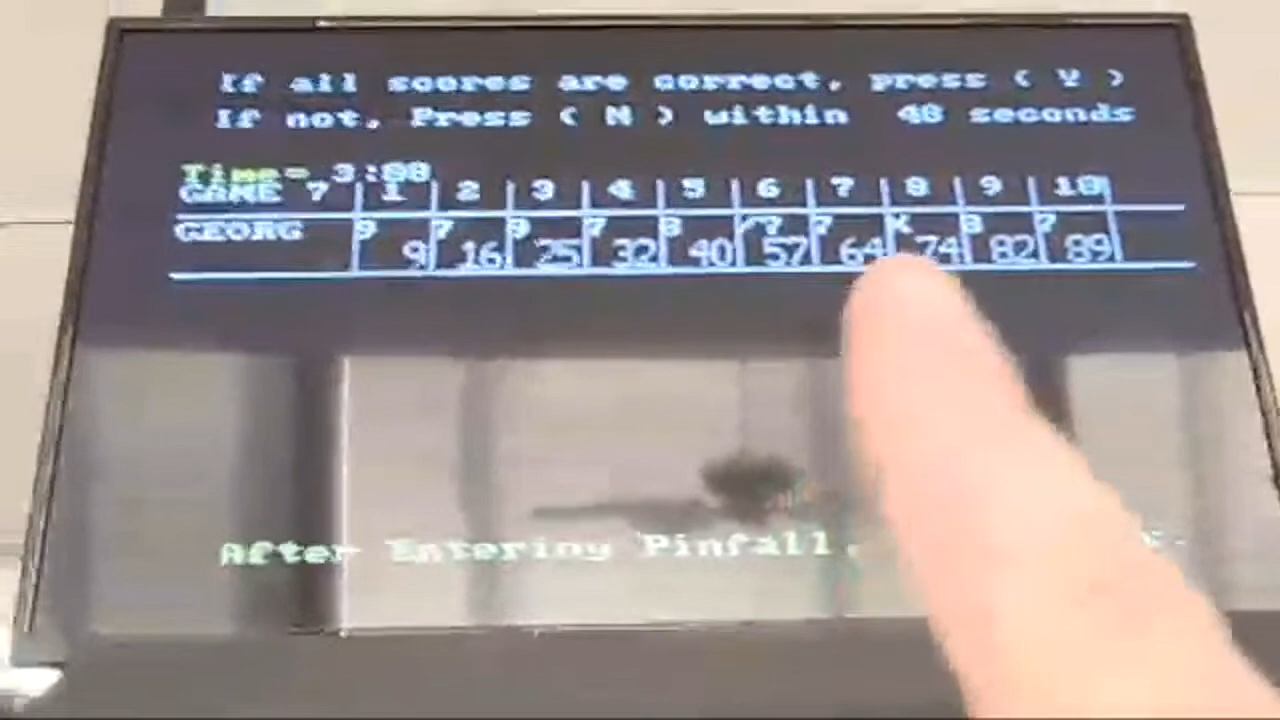 If all scores are correct, press ( Y )
If not, Press ( N ) within 48 seconds
Time= 3:08
GAME 7 1 2 3 4 5 6 7 8 9 10
GEORG 9 7 9 7 8 /7 7 X 8 7
9 16 25 32 40 57 64 74 82 89
After Entering Pinfall,